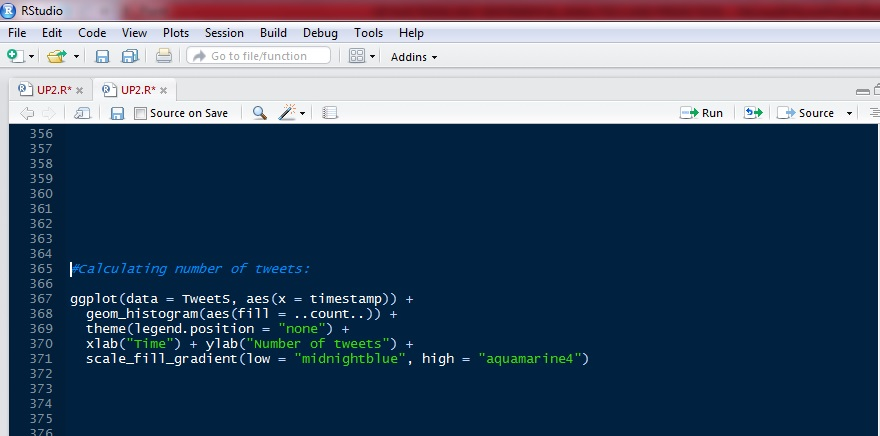 RStudio
File Edit Code View Plots Session Build Debug Tools Help
Go to file/function Addins
UP2.R* UP2.R*
Source on Save Run Source
356
357
358
359
360
361
362
363
364
365 #Calculating number of tweets:
366
367 ggplot(data = TweetS, aes(x = timestamp)) +
368 geom_histogram(aes(fill = ..count..)) +
369 theme(legend.position = "none") +
370 xlab("Time") + ylab("Number of tweets") +
371 scale_fill_gradient(low = "midnightblue", high = "aquamarine4")
372
373
374
375
376